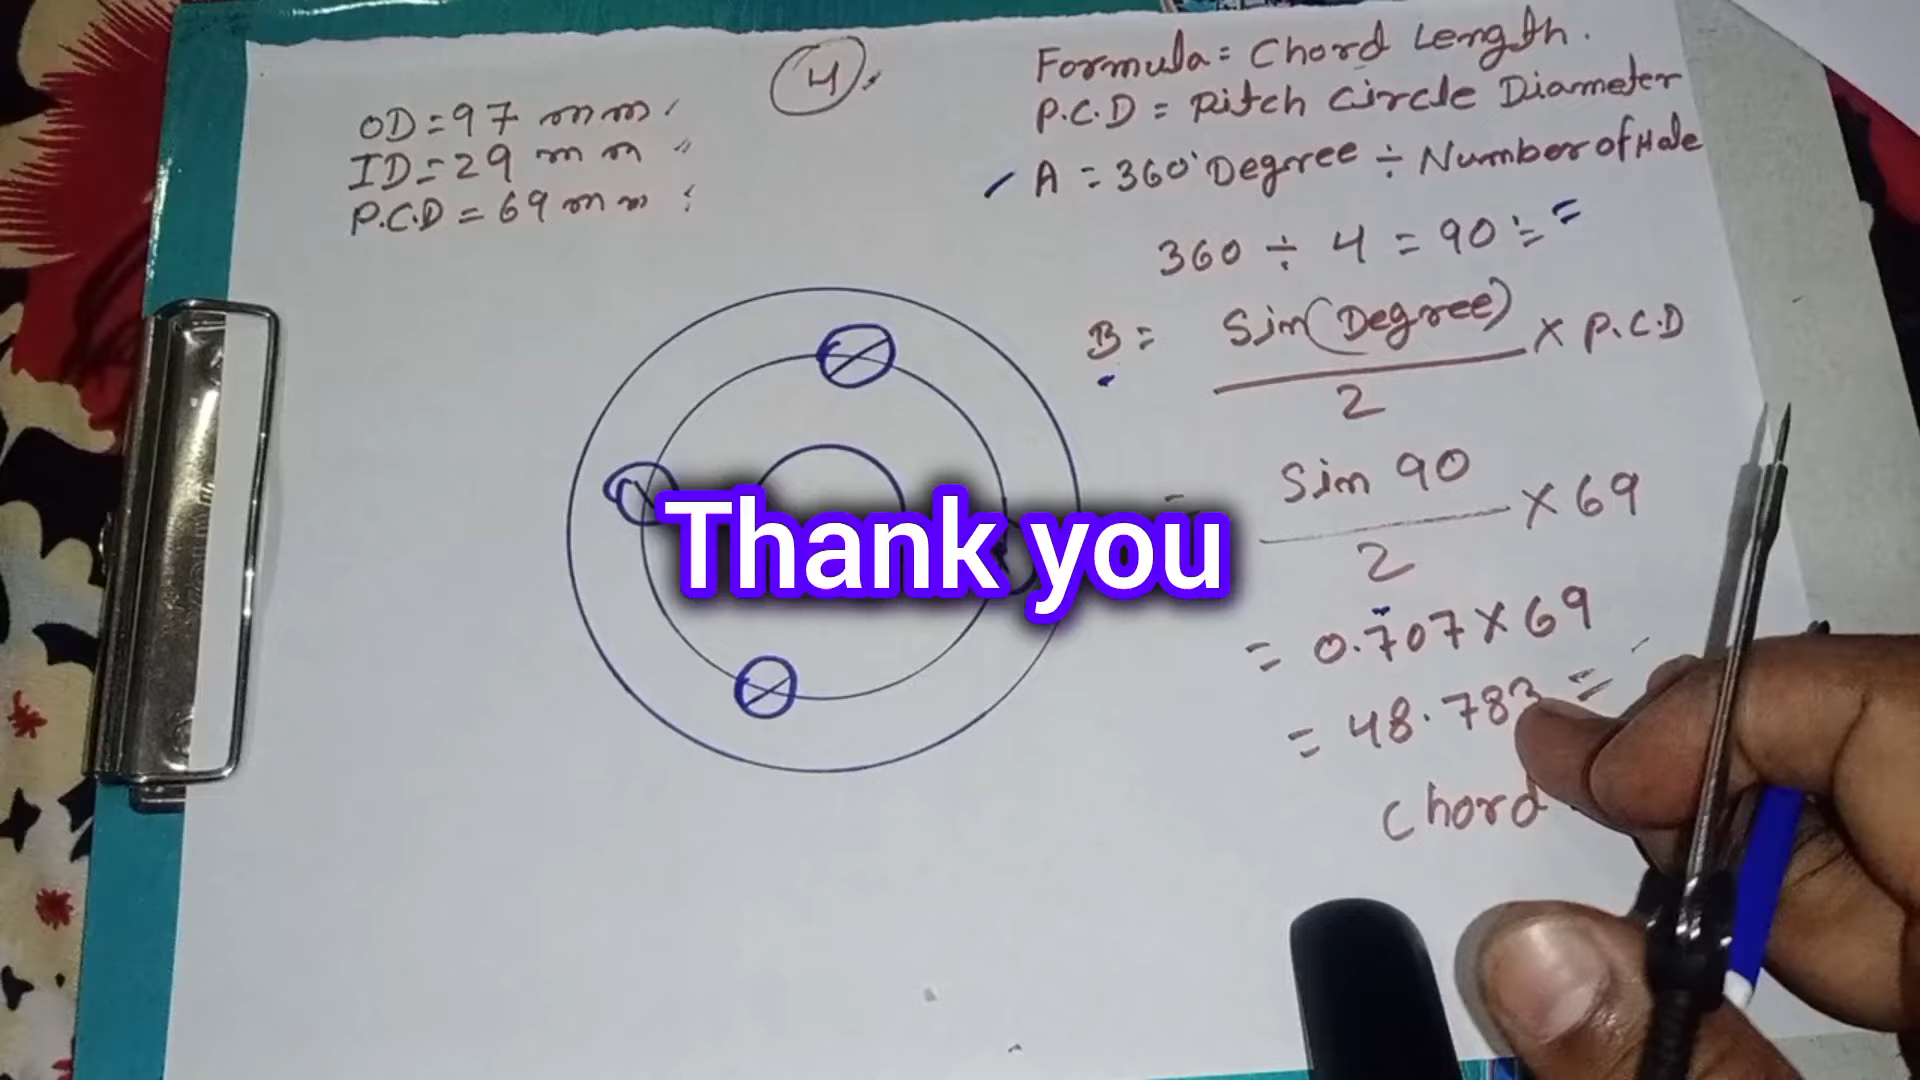 4
OD = 97 mm
ID = 29 mm
P.C.D = 69 mm
Formula = Chord Length.
P.C.D = Pitch Circle Diameter
A = 360° Degree ÷ Number of Hole
360 ÷ 4 = 90
B = Sin(Degree) / 2 × P.C.D
= Sin 90 / 2 × 69
= 0.707 × 69
= 48.783 =
Chord
Thank you